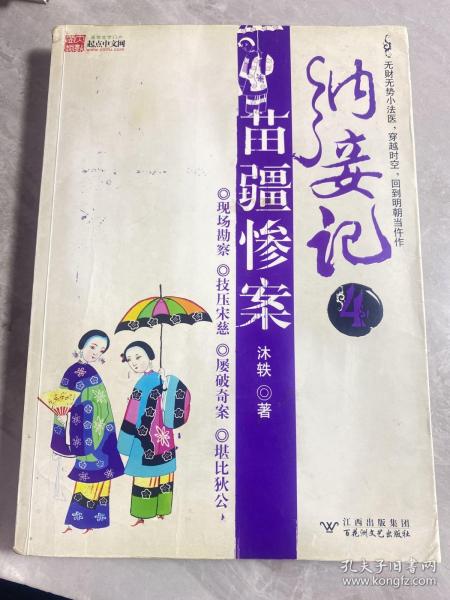 起点中文网
www.qidian.com
无财无势小法医，穿越时空，回到明朝当仵作
纳妾记
4
苗疆惨案
沐轶◎著
◎现场勘察 ◎技压宋慈 ◎屡破奇案 ◎堪比狄公
江西出版集团
百花洲文艺出版社
孔夫子旧书网